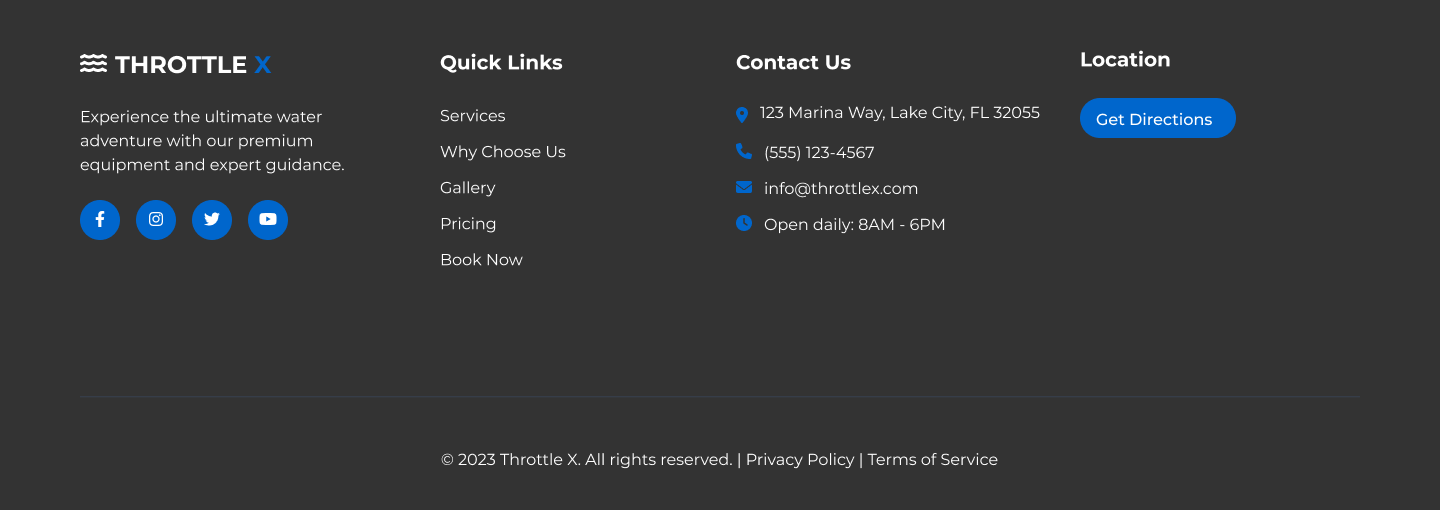 THROTTLE X
Experience the ultimate water
adventure with our premium
equipment and expert guidance.
Quick Links
Services
Why Choose Us
Gallery
Pricing
Book Now
Contact Us
123 Marina Way, Lake City, FL 32055
(555) 123-4567
info@throttlex.com
Open daily: 8AM - 6PM
Location
Get Directions
© 2023 Throttle X. All rights reserved. | Privacy Policy | Terms of Service